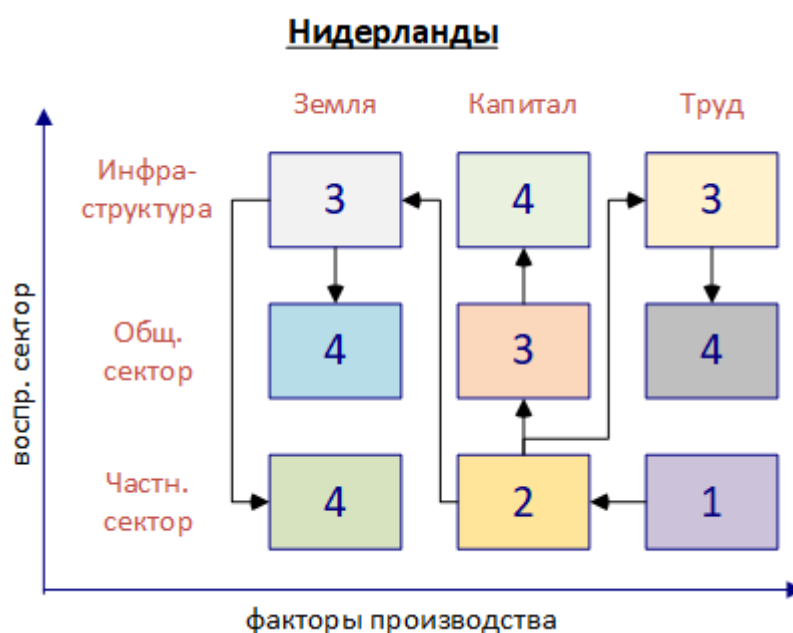 Нидерланды
Земля Капитал Труд
Инфра-
структура
3 4 3
Общ.
сектор
4 3 4
Частн.
сектор
4 2 1
воспр. сектор
факторы производства